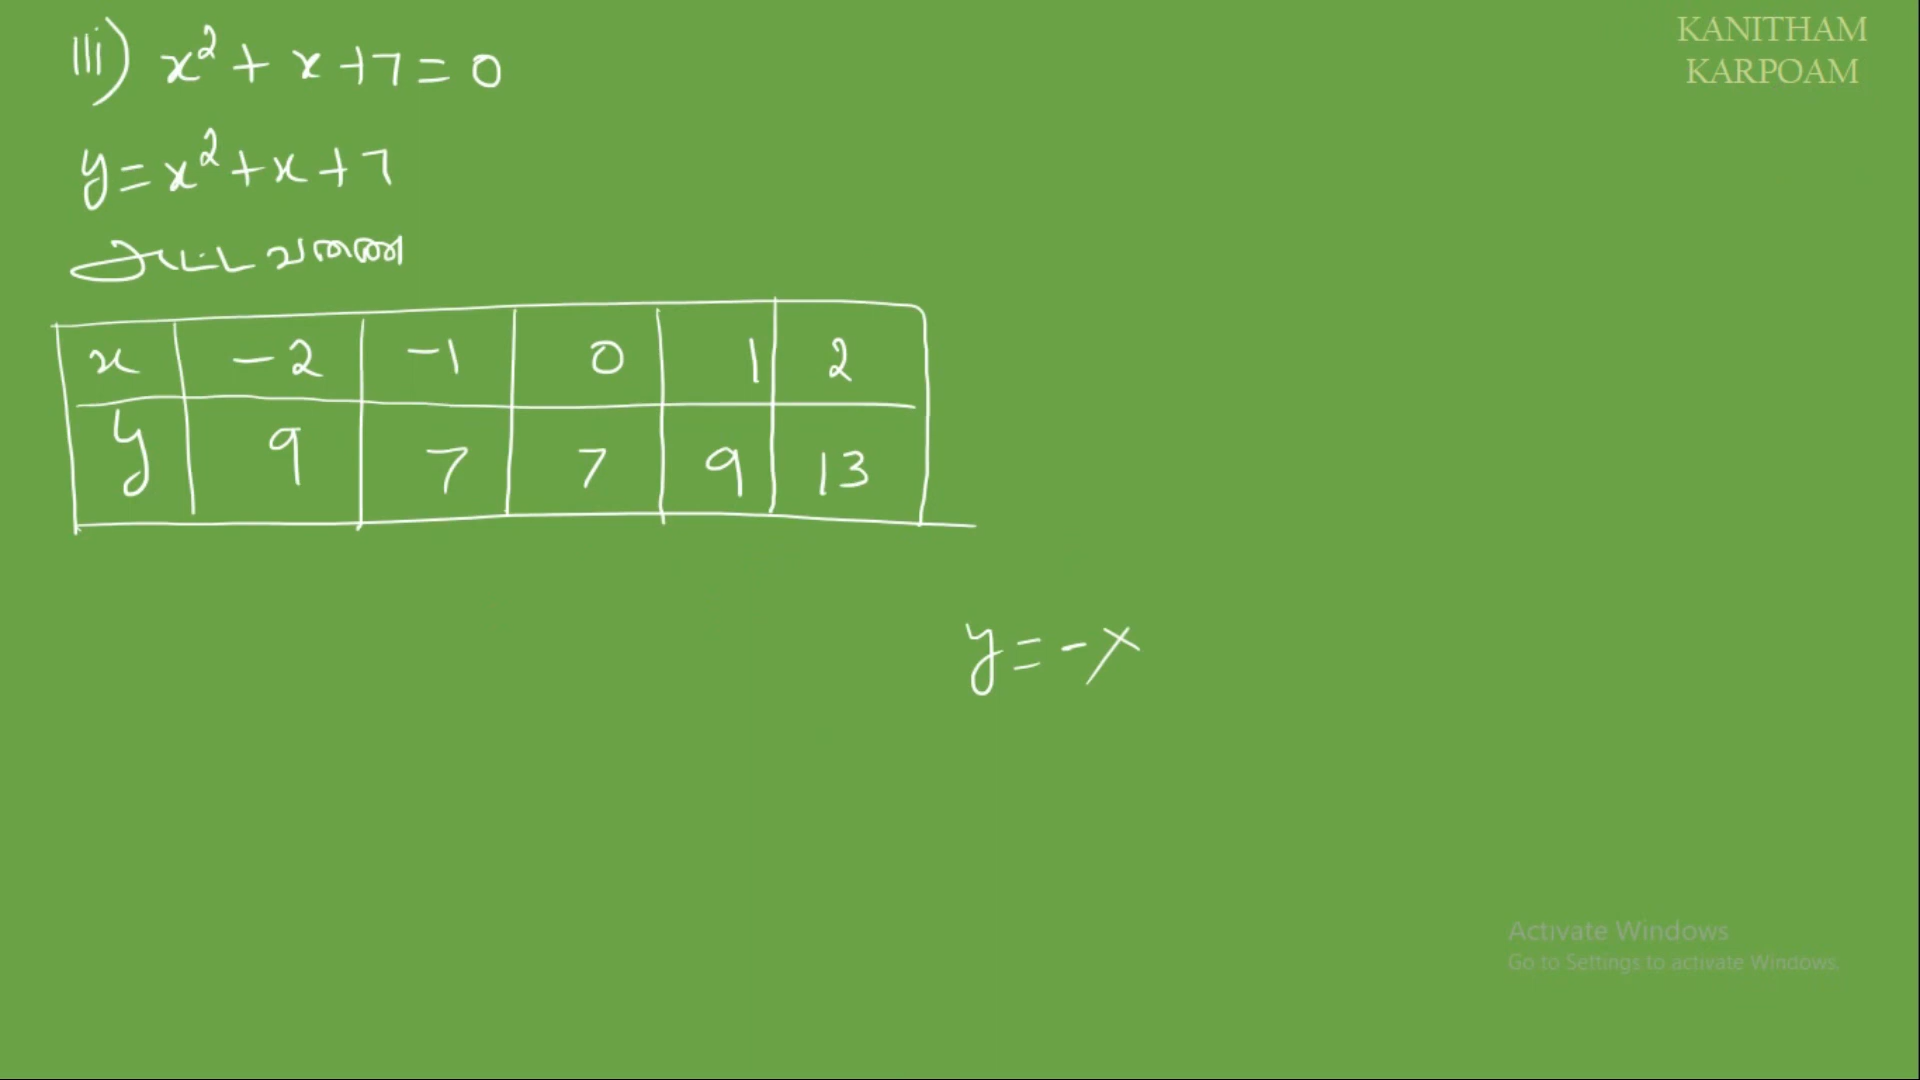 KANITHAM
KARPOAM
iii) x² + x + 7 = 0
y = x² + x + 7
அட்டவணை
x -2 -1 0 1 2
y 9 7 7 9 13
y = - x
Activate Windows
Go to Settings to activate Windows.